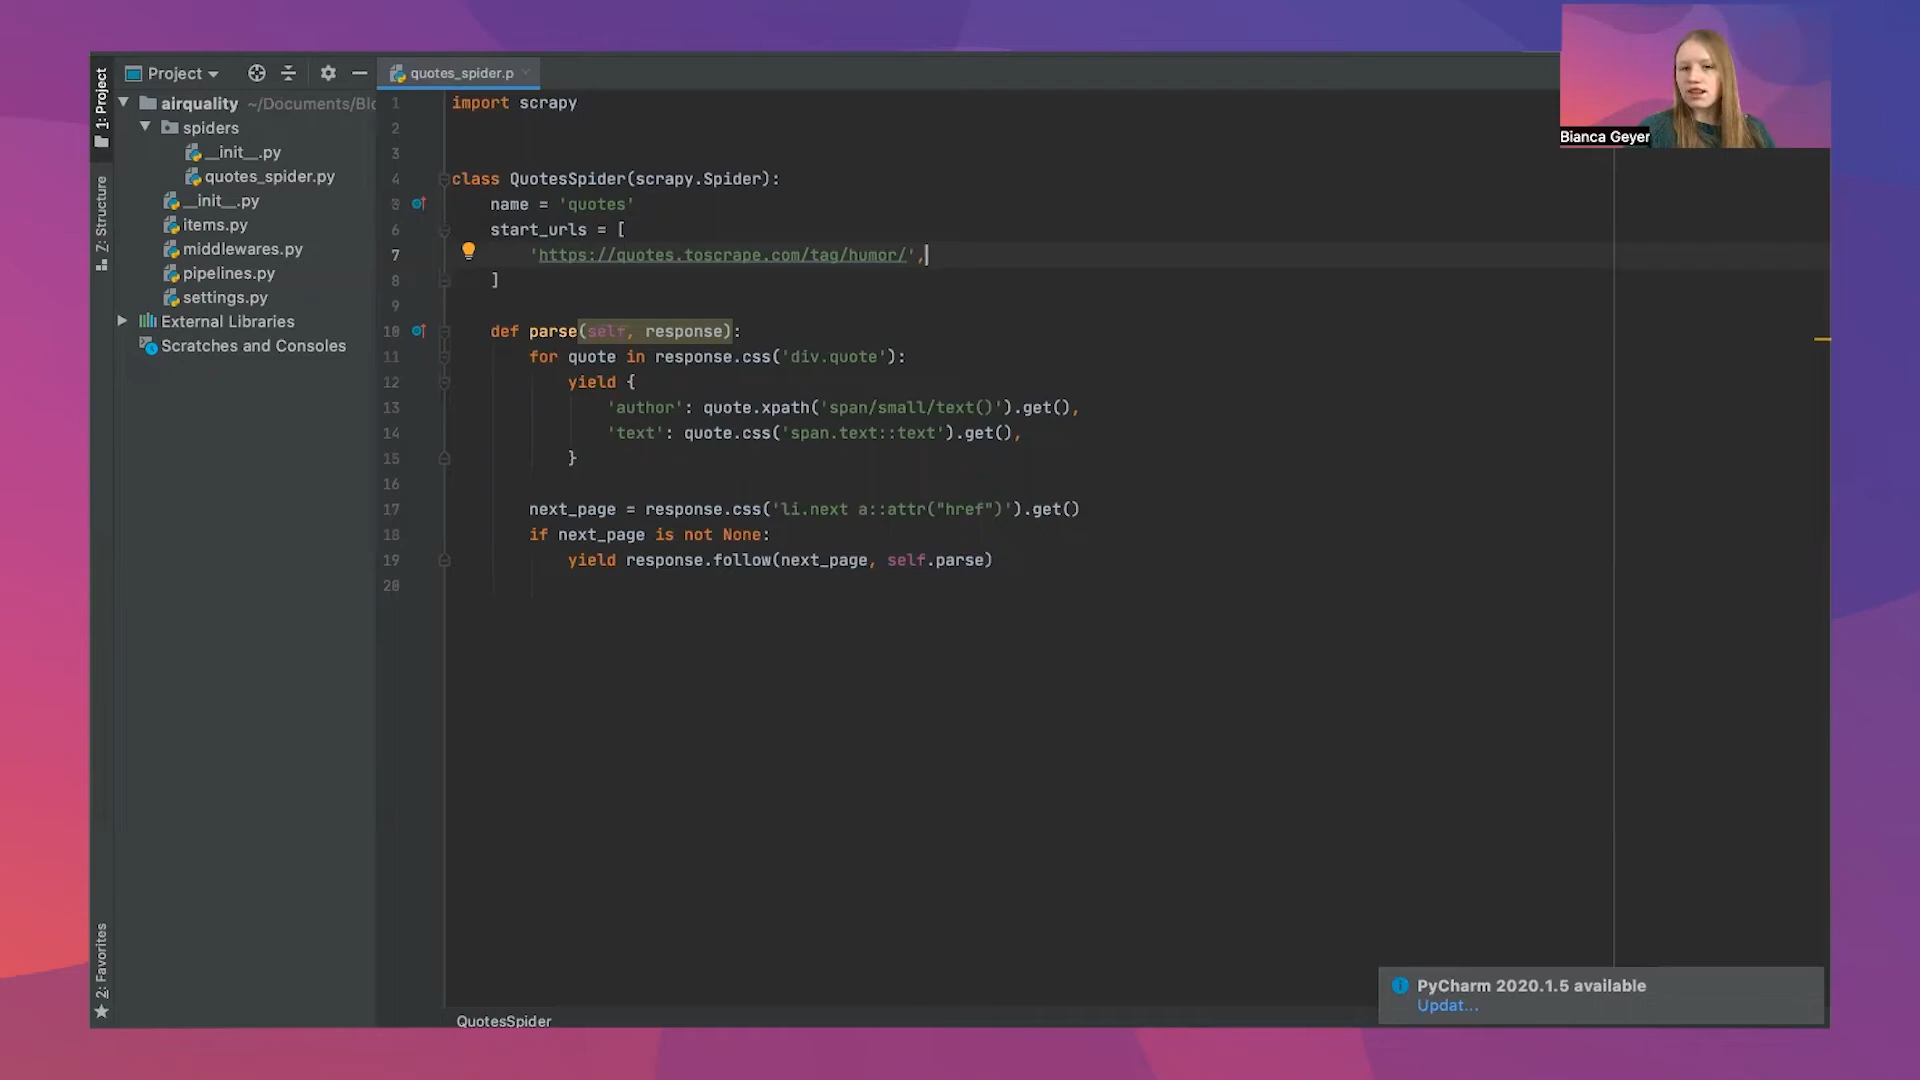 1: Project
7: Structure
2: Favorites
Project
airquality ~/Documents/Blo
spiders
__init__.py
quotes_spider.py
__init__.py
items.py
middlewares.py
pipelines.py
settings.py
External Libraries
Scratches and Consoles
quotes_spider.p
1 import scrapy
2
3
4 class QuotesSpider(scrapy.Spider):
name = 'quotes'
6 start_urls = [
7 'https://quotes.toscrape.com/tag/humor/',
8 ]
9
10 def parse(self, response):
11 for quote in response.css('div.quote'):
12 yield {
13 'author': quote.xpath('span/small/text()').get(),
14 'text': quote.css('span.text::text').get(),
15 }
16
17 next_page = response.css('li.next a::attr("href")').get()
18 if next_page is not None:
19 yield response.follow(next_page, self.parse)
20
QuotesSpider
Bianca Geyer
PyCharm 2020.1.5 available
Updat...